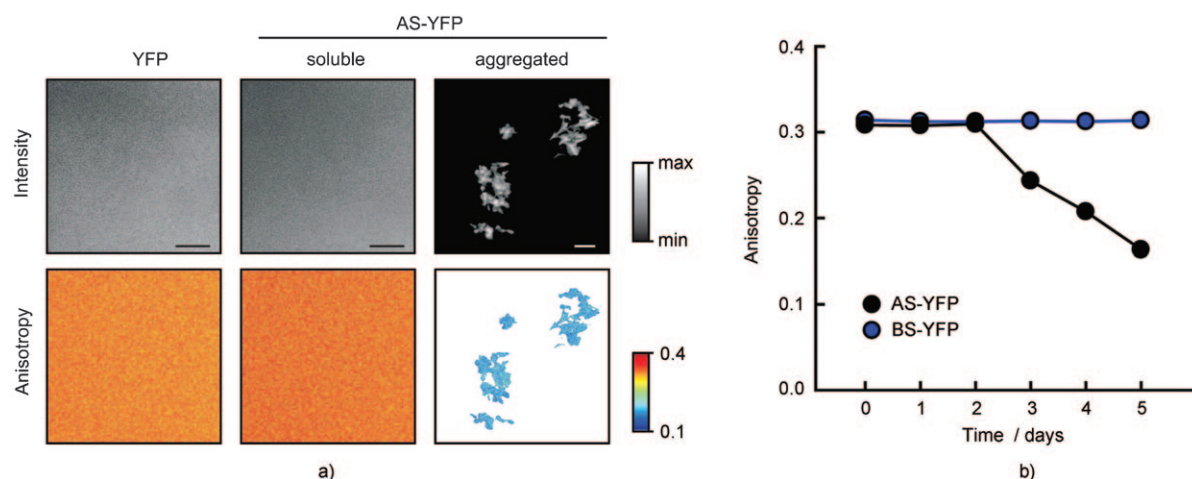 AS-YFP
YFP
soluble
aggregated
Intensity
max
min
Anisotropy
0.4
0.1
a)
0.4
0.3
0.2
0.1
0.0
Anisotropy
AS-YFP
BS-YFP
0 1 2 3 4 5
Time / days
b)